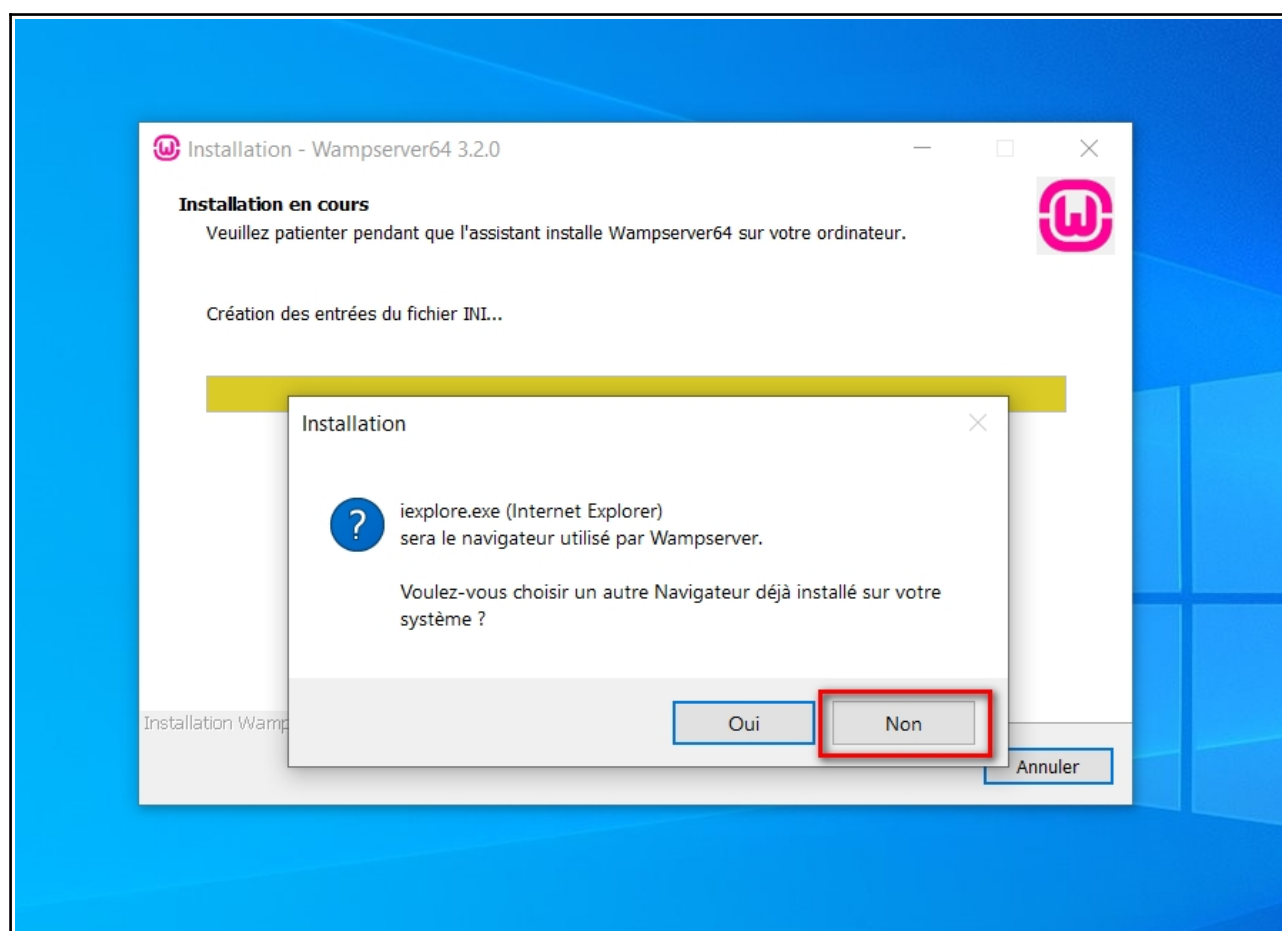 Installation - Wampserver64 3.2.0
Installation en cours
Veuillez patienter pendant que l'assistant installe Wampserver64 sur votre ordinateur.
Création des entrées du fichier INI...
Installation
iexplore.exe (Internet Explorer)
sera le navigateur utilisé par Wampserver.
Voulez-vous choisir un autre Navigateur déjà installé sur votre
système ?
Oui Non
Installation
Annuler